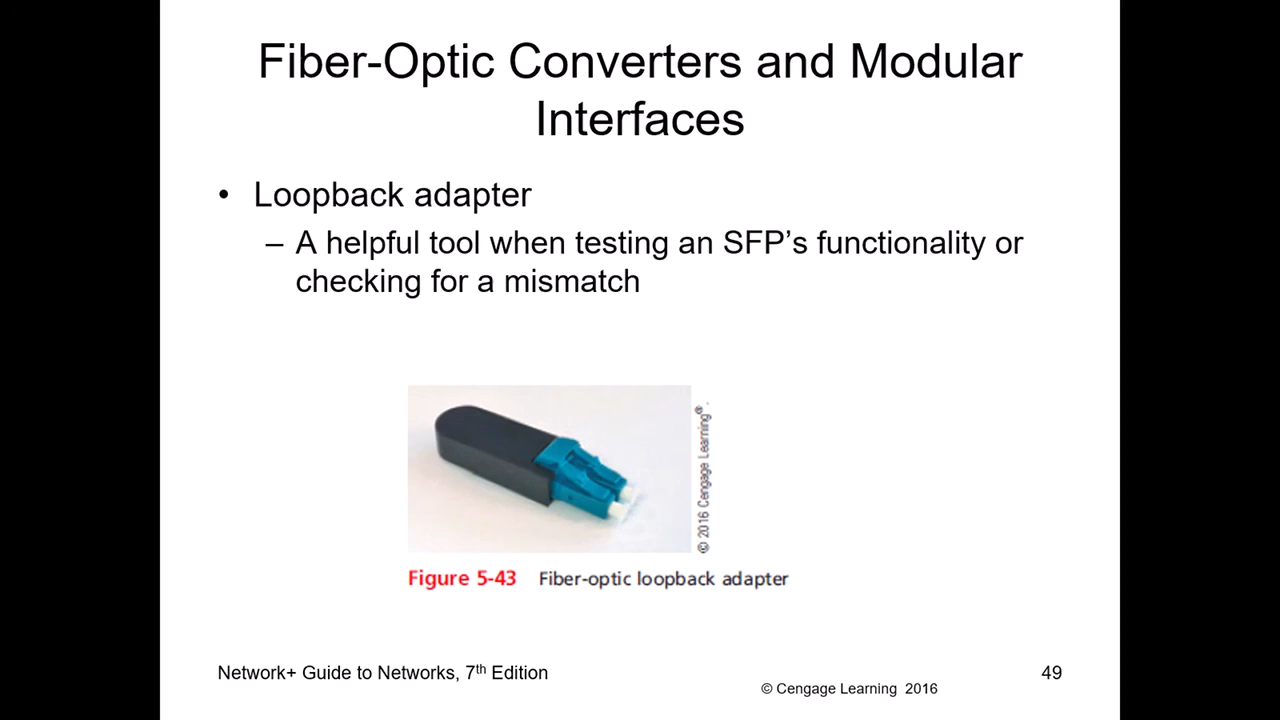 Fiber-Optic Converters and Modular
Interfaces
• Loopback adapter
– A helpful tool when testing an SFP’s functionality or
checking for a mismatch
© 2016 Cengage Learning®.
Figure 5-43 Fiber-optic loopback adapter
Network+ Guide to Networks, 7th Edition
49
© Cengage Learning 2016